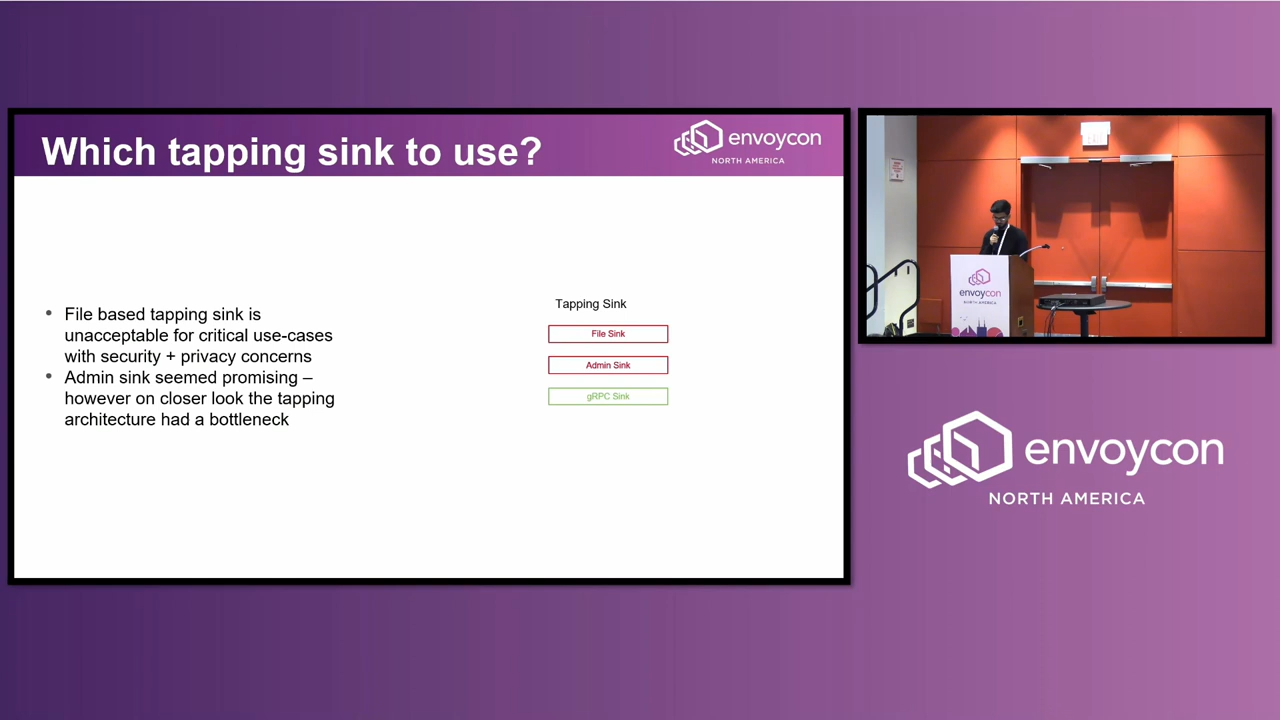 Which tapping sink to use?
envoycon
NORTH AMERICA
File based tapping sink is
unacceptable for critical use-cases
with security + privacy concerns
Admin sink seemed promising –
however on closer look the tapping
architecture had a bottleneck
Tapping Sink
File Sink
Admin Sink
gRPC Sink
EXIT
envoycon
NORTH AMERICA
envoycon
NORTH AMERICA